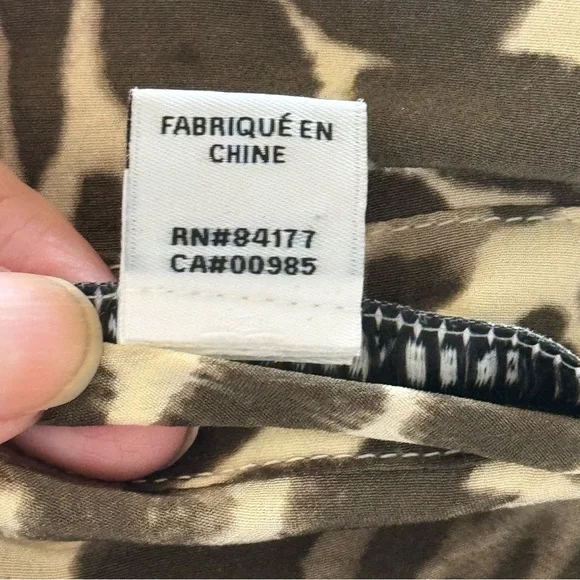 FABRIQUÉ EN
CHINE
RN#84177
CA#00985